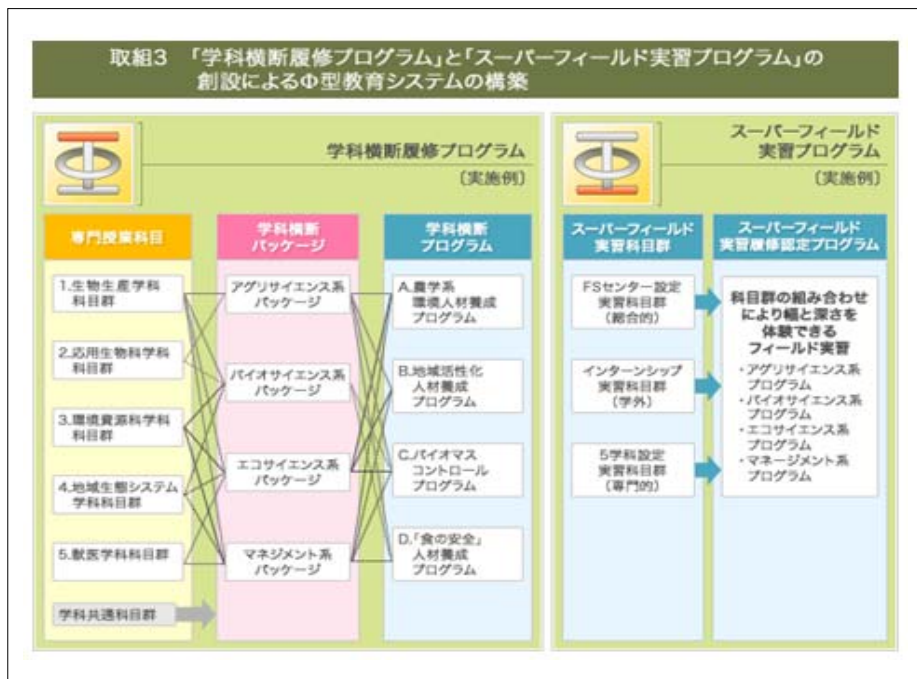 取組3 「学科横断履修プログラム」と「スーパーフィールド実習プログラム」の
創設によるΦ型教育システムの構築
学科横断履修プログラム
(実施例)
専門授業科目
1.生物生産学科
科目群
2.応用生物科学科
科目群
3.環境資源科学科
科目群
4.地域生態システム
学科科目群
5.獣医学科科目群
学科共通科目群
学科横断
パッケージ
アグリサイエンス系
パッケージ
バイオサイエンス系
パッケージ
エコサイエンス系
パッケージ
マネジメント系
パッケージ
学科横断
プログラム
A.農学系
環境人材養成
プログラム
B.地域活性化
人材養成
プログラム
C.バイオマス
コントロール
プログラム
D.「食の安全」
人材養成
プログラム
スーパーフィールド
実習プログラム
(実施例)
スーパーフィールド
実習科目群
FSセンター設定
実習科目群
(総合的)
インターンシップ
実習科目群
(学外)
5学科設定
実習科目群
(専門的)
スーパーフィールド
実習履修認定プログラム
科目群の組み合わせ
により幅と深さを
体験できる
フィールド実習
・アグリサイエンス系
プログラム
・バイオサイエンス系
プログラム
・エコサイエンス系
プログラム
・マネージメント系
プログラム